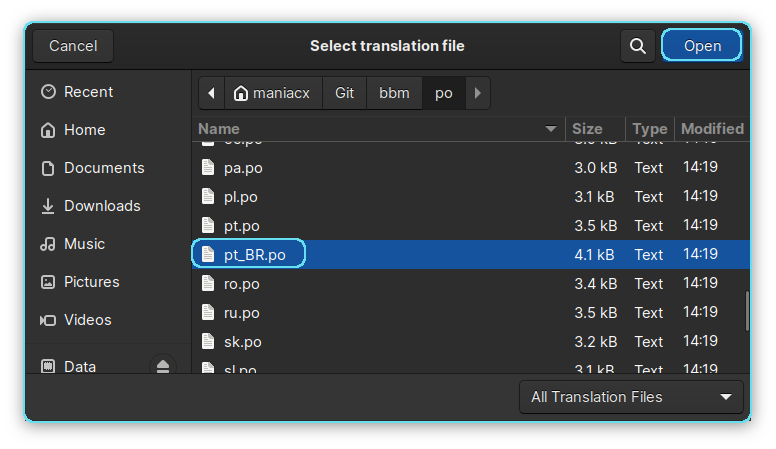 Cancel
Select translation file
Open
Recent
Home
Documents
Downloads
Music
Pictures
Videos
Data
maniacx Git bbm po
Name Size Type Modified
pa.po 3.0 kB Text 14:19
pl.po 3.1 kB Text 14:19
pt.po 3.5 kB Text 14:19
pt_BR.po 4.1 kB Text 14:19
ro.po 3.4 kB Text 14:19
ru.po 3.5 kB Text 14:19
sk.po 3.2 kB Text 14:19
sl.po 3.1 kB Text 14:19
All Translation Files